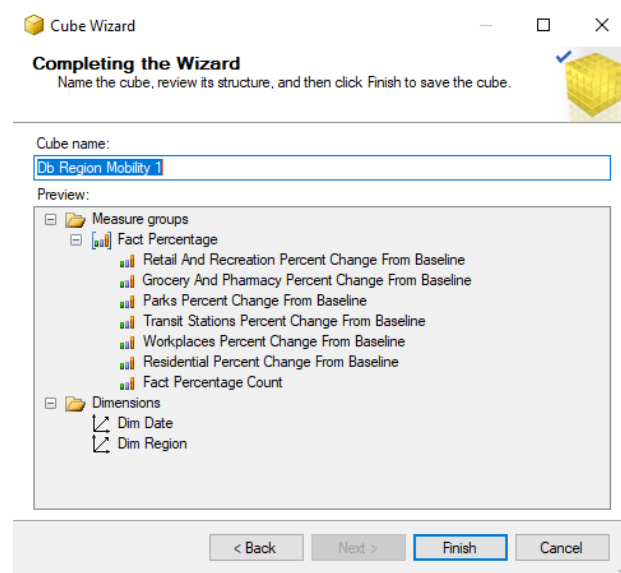 Cube Wizard
Completing the Wizard
Name the cube, review its structure, and then click Finish to save the cube.
Cube name:
Db Region Mobility 1
Preview:
Measure groups
Fact Percentage
Retail And Recreation Percent Change From Baseline
Grocery And Pharmacy Percent Change From Baseline
Parks Percent Change From Baseline
Transit Stations Percent Change From Baseline
Workplaces Percent Change From Baseline
Residential Percent Change From Baseline
Fact Percentage Count
Dimensions
Dim Date
Dim Region
< Back Next > Finish Cancel